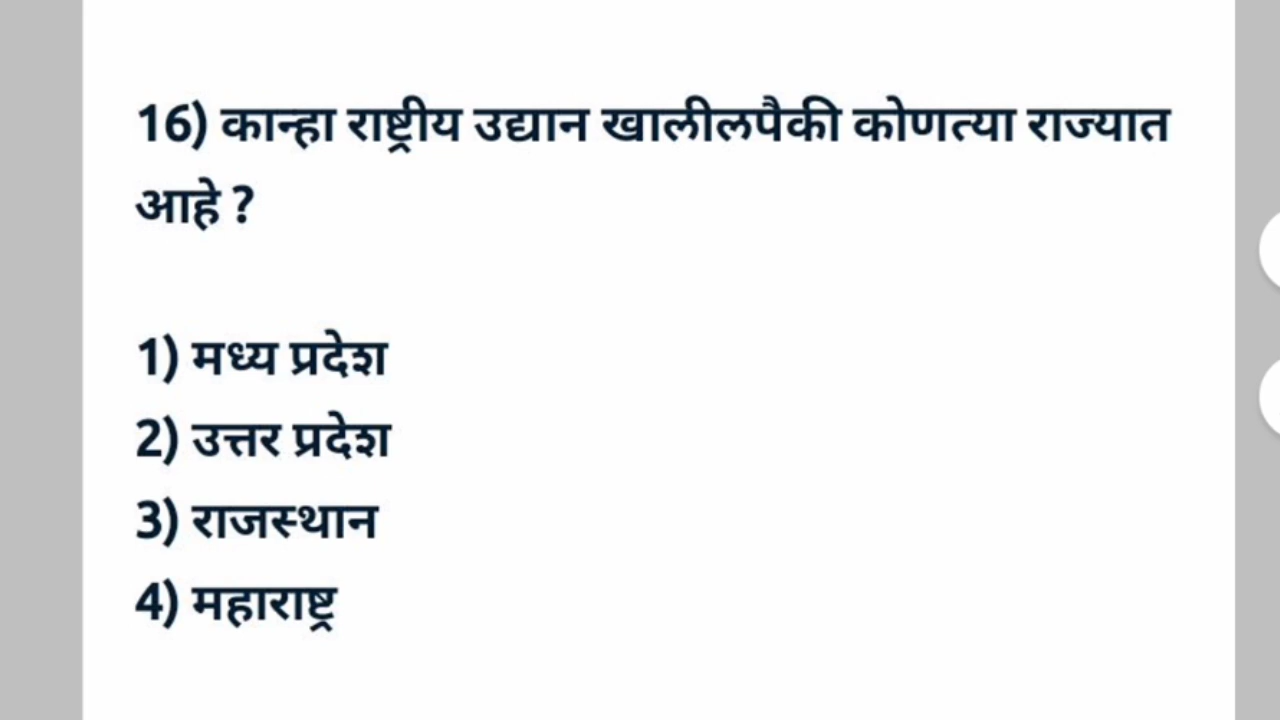 16) कान्हा राष्ट्रीय उद्यान खालीलपैकी कोणत्या राज्यात
आहे ?
1) मध्य प्रदेश
2) उत्तर प्रदेश
3) राजस्थान
4) महाराष्ट्र